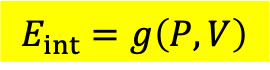 E_int = g(P, V)